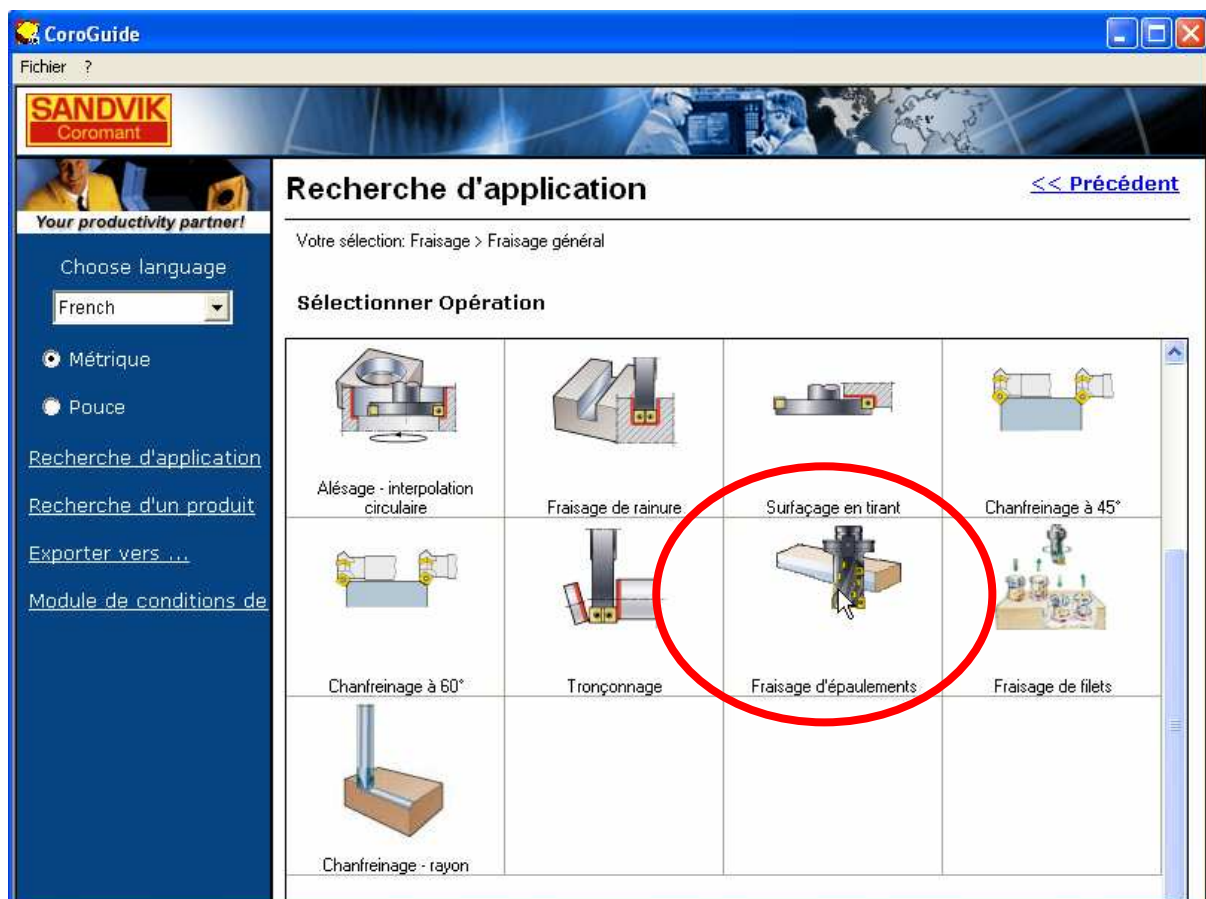 CoroGuide
Fichier ?
SANDVIK
Coromant
Your productivity partner!
Choose language
French
Métrique
Pouce
Recherche d'application
Recherche d'un produit
Exporter vers ...
Module de conditions de
Recherche d'application
<< Précédent
Votre sélection: Fraisage > Fraisage général
Sélectionner Opération
Alésage - interpolation
circulaire
Fraisage de rainure
Surfaçage en tirant
Chanfreinage à 45°
Chanfreinage à 60°
Tronçonnage
Fraisage d'épaulements
Fraisage de filets
Chanfreinage - rayon